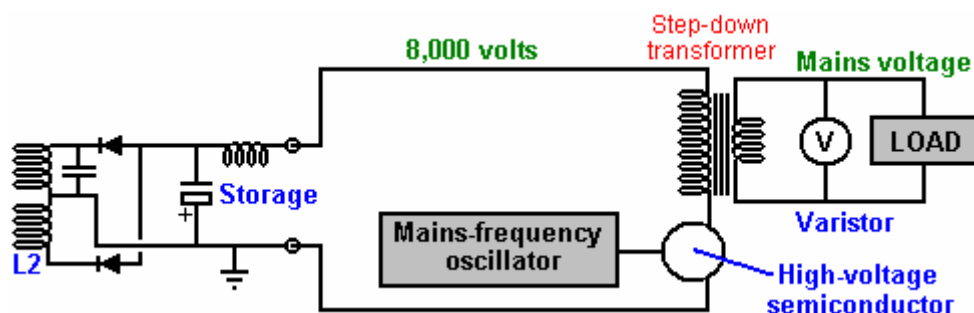 Step-down
transformer
8,000 volts
Mains voltage
V
LOAD
Storage
+
Mains-frequency
oscillator
Varistor
L2
High-voltage
semiconductor